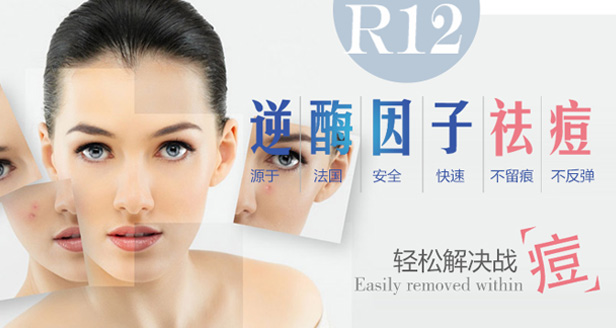 R12
逆酶因子祛痘
源于 法国 安全 快速 不留痕 不反弹
轻松解决战"痘"
Easily removed within